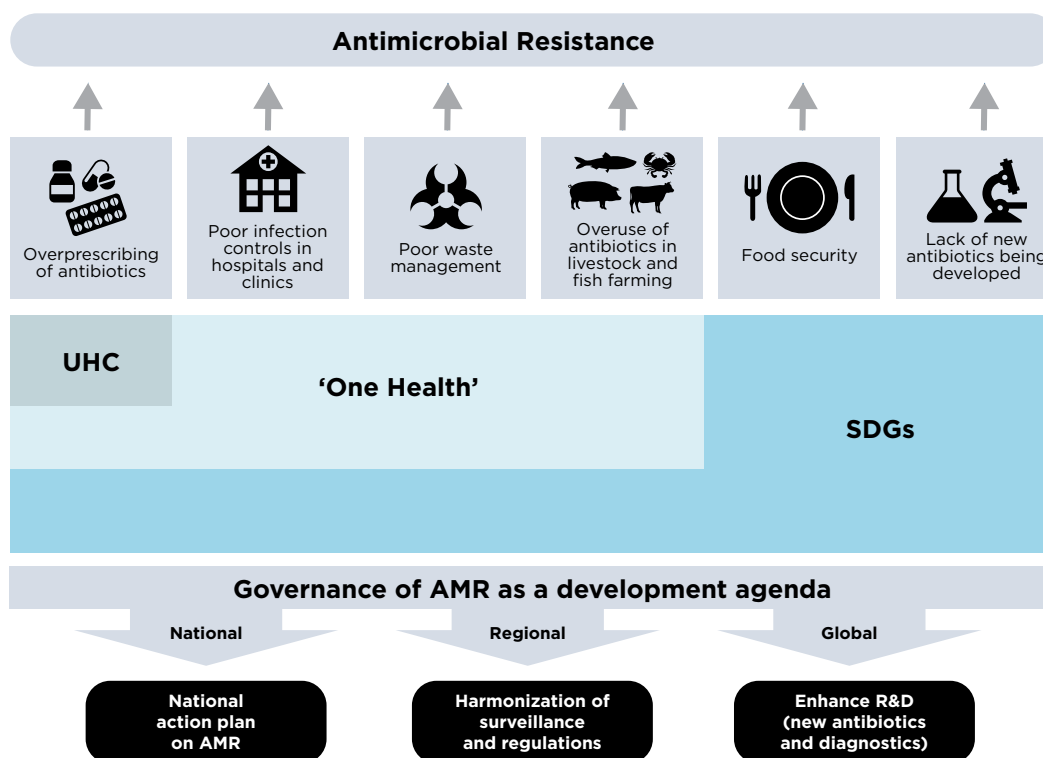 Antimicrobial Resistance
Overprescribing
of antibiotics
Poor infection
controls in
hospitals and
clinics
Poor waste
management
Overuse of
antibiotics in
livestock and
fish farming
Food security
Lack of new
antibiotics being
developed
UHC
‘One Health’
SDGs
Governance of AMR as a development agenda
National
Regional
Global
National
action plan
on AMR
Harmonization of
surveillance
and regulations
Enhance R&D
(new antibiotics
and diagnostics)